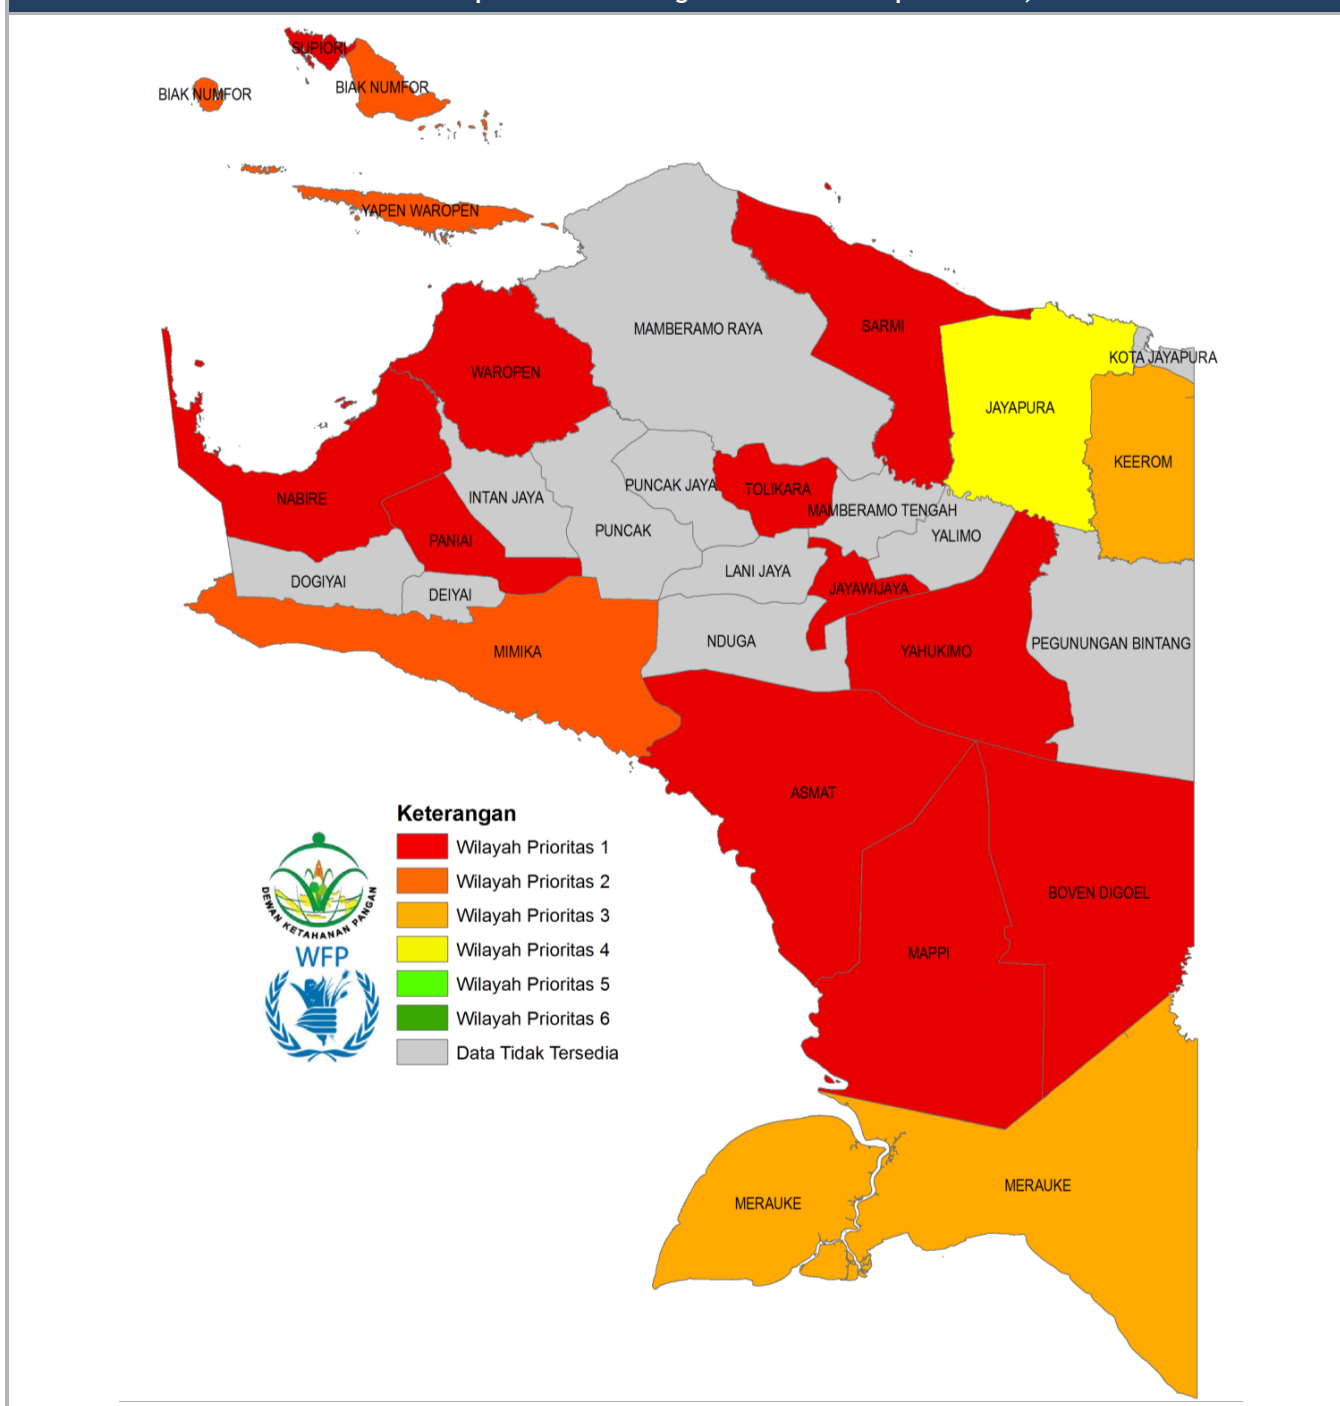 SUPIORI
BIAK NUMFOR
BIAK NUMFOR
YAPEN WAROPEN
MAMBERAMO RAYA
SARMI
KOTA JAYAPURA
WAROPEN
JAYAPURA
KEEROM
NABIRE
INTAN JAYA
PUNCAK JAYA
TOLIKARA
MAMBERAMO TENGAH
PANIAI
PUNCAK
YALIMO
DOGIYAI
DEIYAI
LANI JAYA
JAYAWIJAYA
MIMIKA
NDUGA
YAHUKIMO
PEGUNUNGAN BINTANG
ASMAT
BOVEN DIGOEL
MAPPI
Keterangan
Wilayah Prioritas 1
Wilayah Prioritas 2
Wilayah Prioritas 3
Wilayah Prioritas 4
Wilayah Prioritas 5
Wilayah Prioritas 6
Data Tidak Tersedia
DEWAN KETAHANAN PANGAN
WFP
MERAUKE
MERAUKE